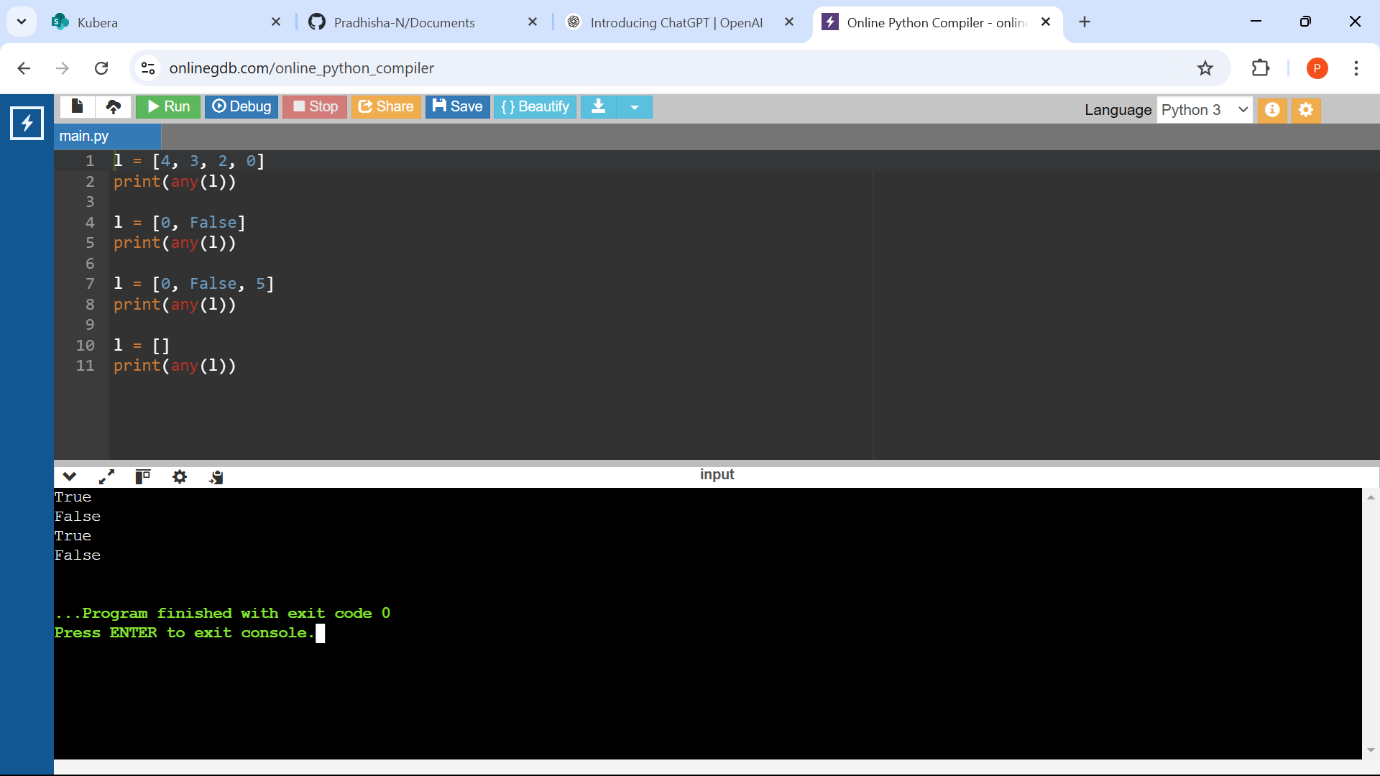 Kubera
Pradhisha-N/Documents
Introducing ChatGPT | OpenAI
Online Python Compiler - onlin
onlinegdb.com/online_python_compiler
P
Run
Debug
Stop
Share
Save
{ } Beautify
Language Python 3
main.py
1 l = [4, 3, 2, 0]
2 print(any(l))
3
4 l = [0, False]
5 print(any(l))
6
7 l = [0, False, 5]
8 print(any(l))
9
10 l = []
11 print(any(l))
input
True
False
True
False
...Program finished with exit code 0
Press ENTER to exit console.